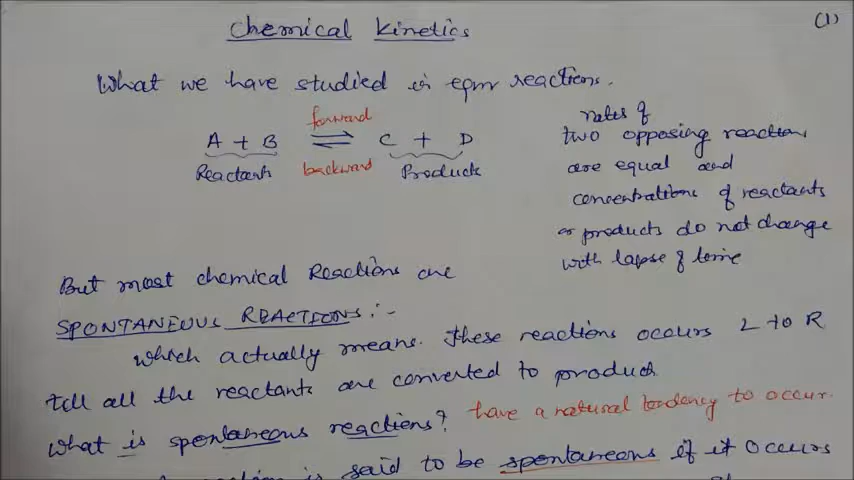 (1)
Chemical Kinetics
What we have studied is eqm reactions.
A + B ⇌ C + D
forward
backward
Reactants
Products
rates of
two opposing reactions
are equal and
concentrations of reactants
or products do not change
with lapse of time
But most chemical Reactions are
SPONTANEOUS REACTIONS :-
which actually means. These reactions occurs L to R
till all the reactants are converted to product
What is spontaneous reactions? have a natural tendency to occur.
is said to be spontaneous if it occurs